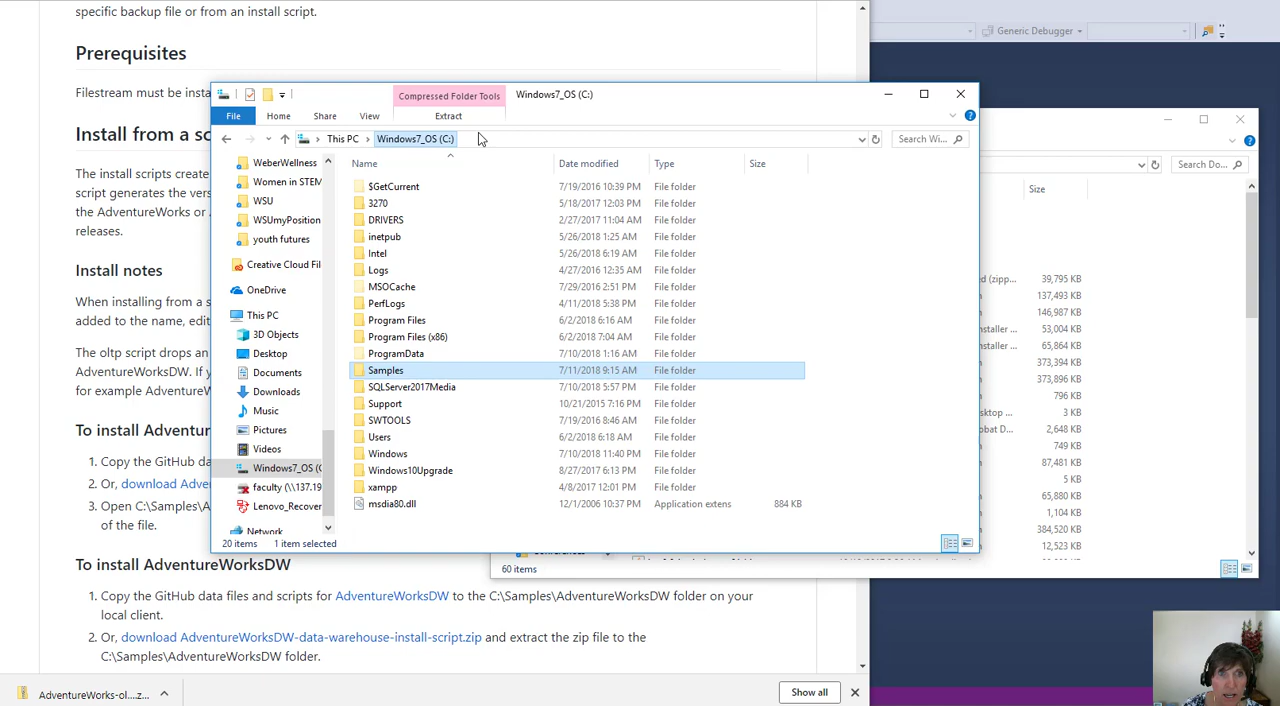 specific backup file or from an install script.
Prerequisites
Filestream must be insta
Install from a sc
The install scripts create
script generates the vers
the AdventureWorks or A
releases.
Install notes
When installing from a s
added to the name, edit
The oltp script drops an
AdventureWorksDW. If y
for example AdventureW
To install Adventur
1. Copy the GitHub da
2. Or, download Adve
3. Open C:\Samples\A
of the file.
To install AdventureWorksDW
1. Copy the GitHub data files and scripts for AdventureWorksDW to the C:\Samples\AdventureWorksDW folder on your
local client.
2. Or, download AdventureWorksDW-data-warehouse-install-script.zip and extract the zip file to the
C:\Samples\AdventureWorksDW folder.
AdventureWorks-ol....z...
Show all
Generic Debugger
Compressed Folder Tools
Windows7_OS (C:)
File Home Share View Extract
This PC Windows7_OS (C:)
Search Wi...
WeberWellness
Women in STEM
WSU
WSUmyPosition
youth futures
Creative Cloud Fil
OneDrive
This PC
3D Objects
Desktop
Documents
Downloads
Music
Pictures
Videos
Windows7_OS (C
faculty (\\137.19
Lenovo_Recover
Network
Name Date modified Type Size
$GetCurrent 7/19/2016 10:39 PM File folder
3270 5/18/2017 12:03 PM File folder
DRIVERS 2/27/2017 11:04 AM File folder
inetpub 5/26/2018 1:25 AM File folder
Intel 5/26/2018 6:19 AM File folder
Logs 4/27/2016 12:35 AM File folder
MSOCache 7/29/2016 2:51 PM File folder
PerfLogs 4/11/2018 5:38 PM File folder
Program Files 6/2/2018 6:16 AM File folder
Program Files (x86) 6/2/2018 7:04 AM File folder
ProgramData 7/10/2018 1:16 AM File folder
Samples 7/11/2018 9:15 AM File folder
SQLServer2017Media 7/10/2018 5:57 PM File folder
Support 10/21/2015 7:16 PM File folder
SWTOOLS 7/19/2016 8:46 AM File folder
Users 6/2/2018 6:18 AM File folder
Windows 7/10/2018 11:40 PM File folder
Windows10Upgrade 8/27/2017 6:13 PM File folder
xampp 4/8/2017 12:01 PM File folder
msdia80.dll 12/1/2006 10:37 PM Application extens 884 KB
20 items 1 item selected
Search Do...
Size
ed (zipp... 39,795 KB
137,493 KB
146,987 KB
nstaller 53,004 KB
nstaller 65,864 KB
373,394 KB
373,896 KB
796 KB
sktop ... 3 KB
obat D... 2,648 KB
749 KB
87,481 KB
5 KB
65,880 KB
1,104 KB
384,520 KB
12,523 KB
60 items